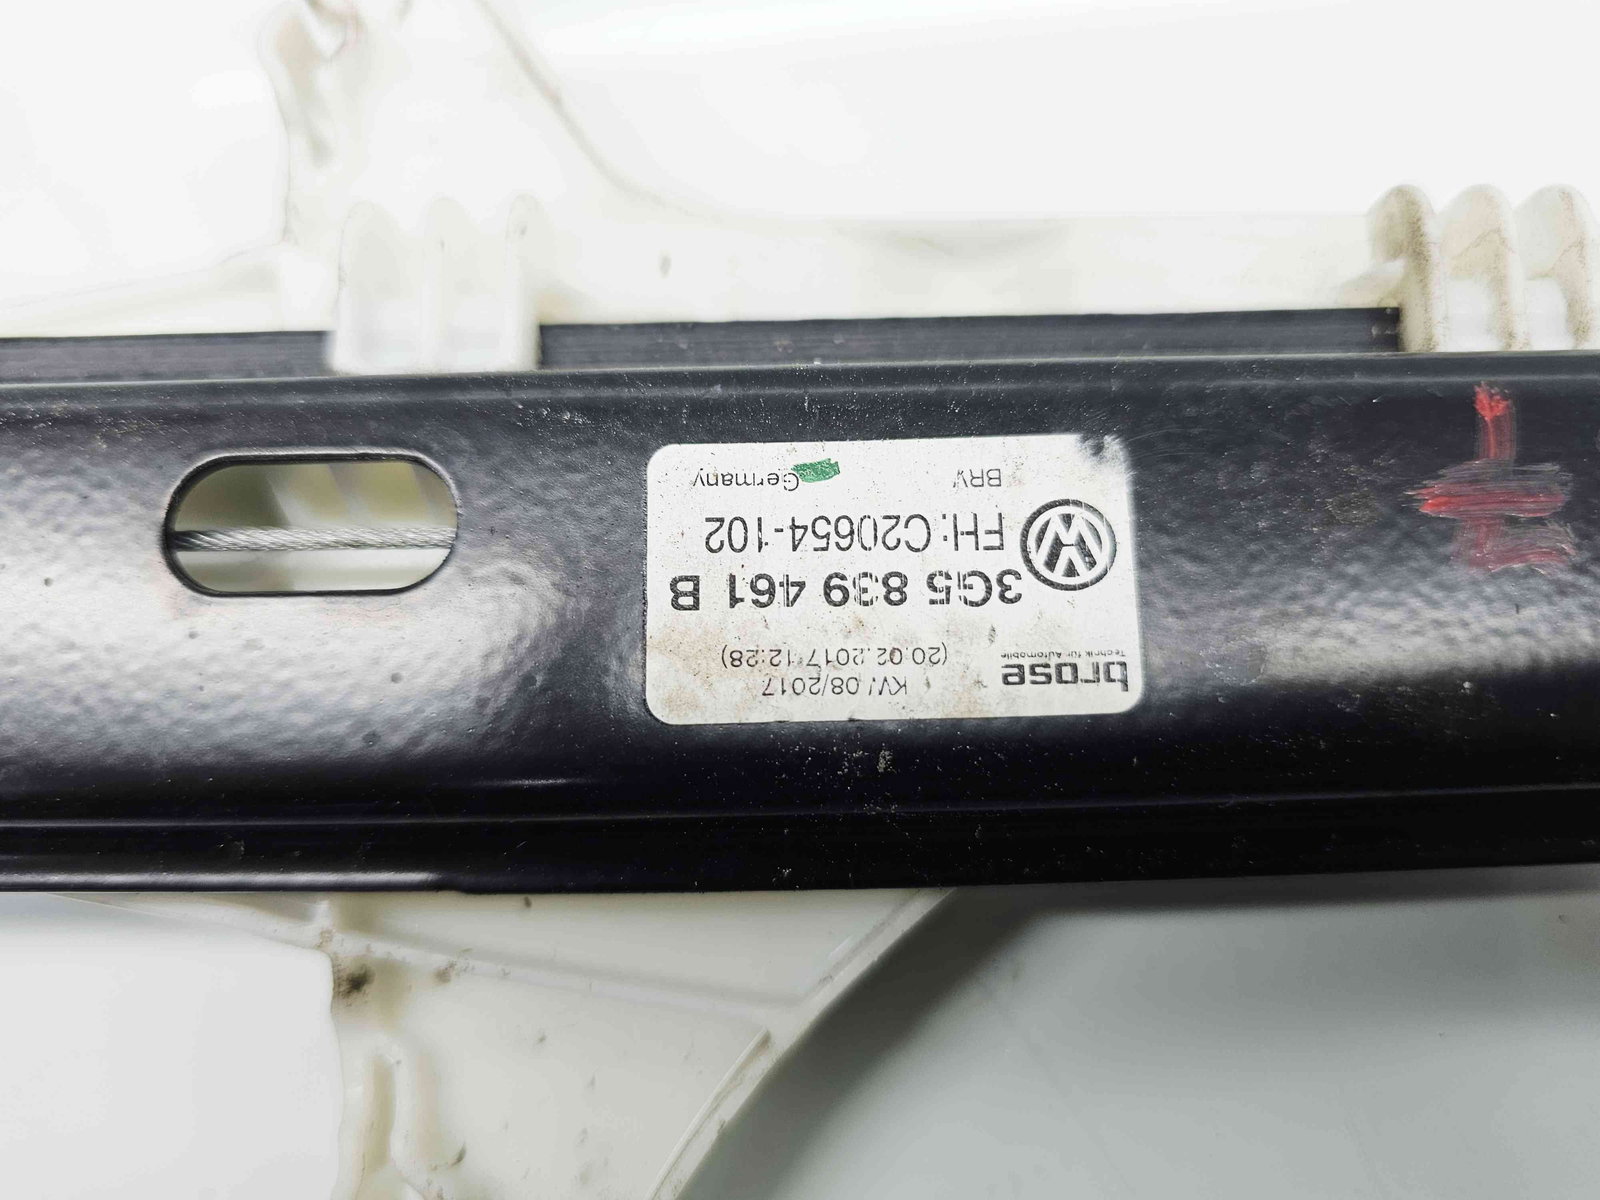 brose
Technik für Automobile
KW 08/2017
(20.02.2017 12:28)
3G5 839 461 B
FH: C20654-102
BRV Germany